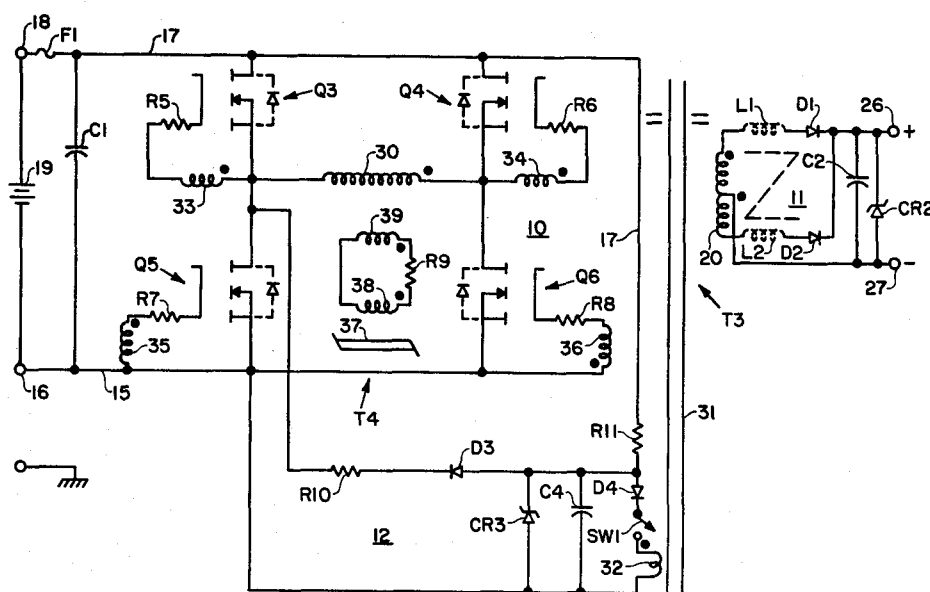 18
F1
17
C1
19
R5
Q3
Q4
R6
33
30
34
39
10
Q5
R7
35
R9
38
37
Q6
R8
36
16
15
T4
17
=
=
L1
D1
26
+
C2
11
CR2
20
L2
D2
27
−
T3
31
R11
D3
R10
CR3
C4
D4
SW1
32
12